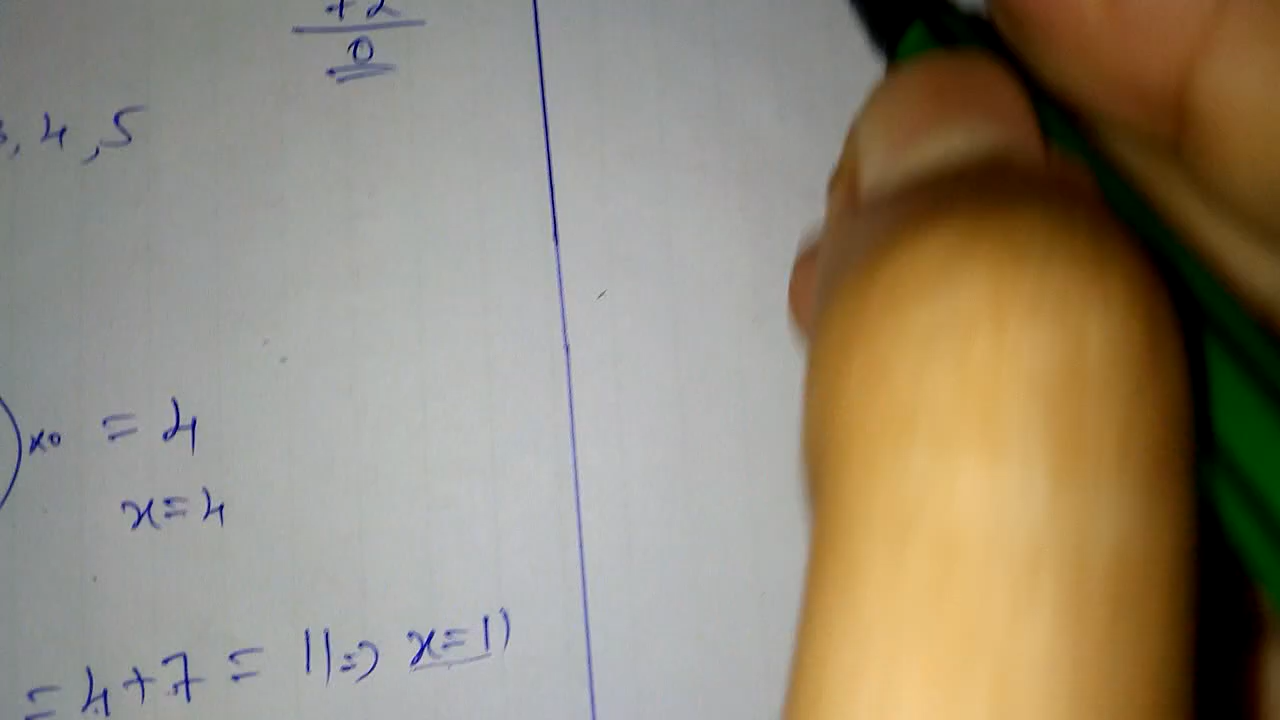 +2
0
, 4, 5
)x0 = 4
x=4
= 4+7 = 11 => x=11